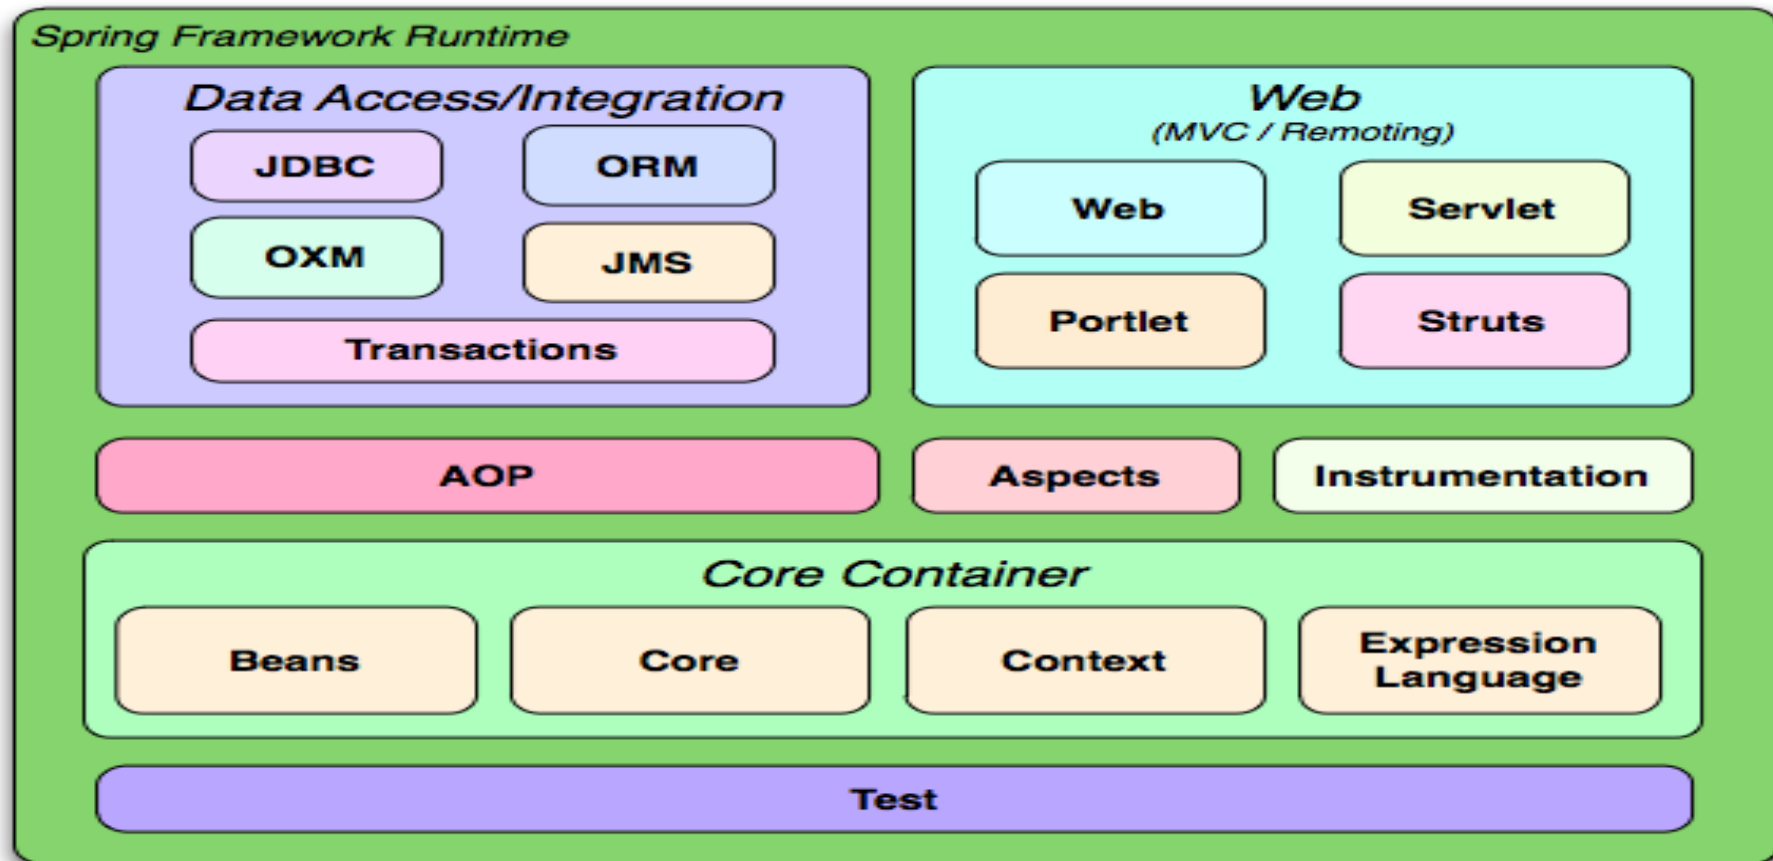 Spring Framework Runtime
Data Access/Integration
JDBC
ORM
OXM
JMS
Transactions
Web
(MVC / Remoting)
Web
Servlet
Portlet
Struts
AOP
Aspects
Instrumentation
Core Container
Beans
Core
Context
Expression
Language
Test